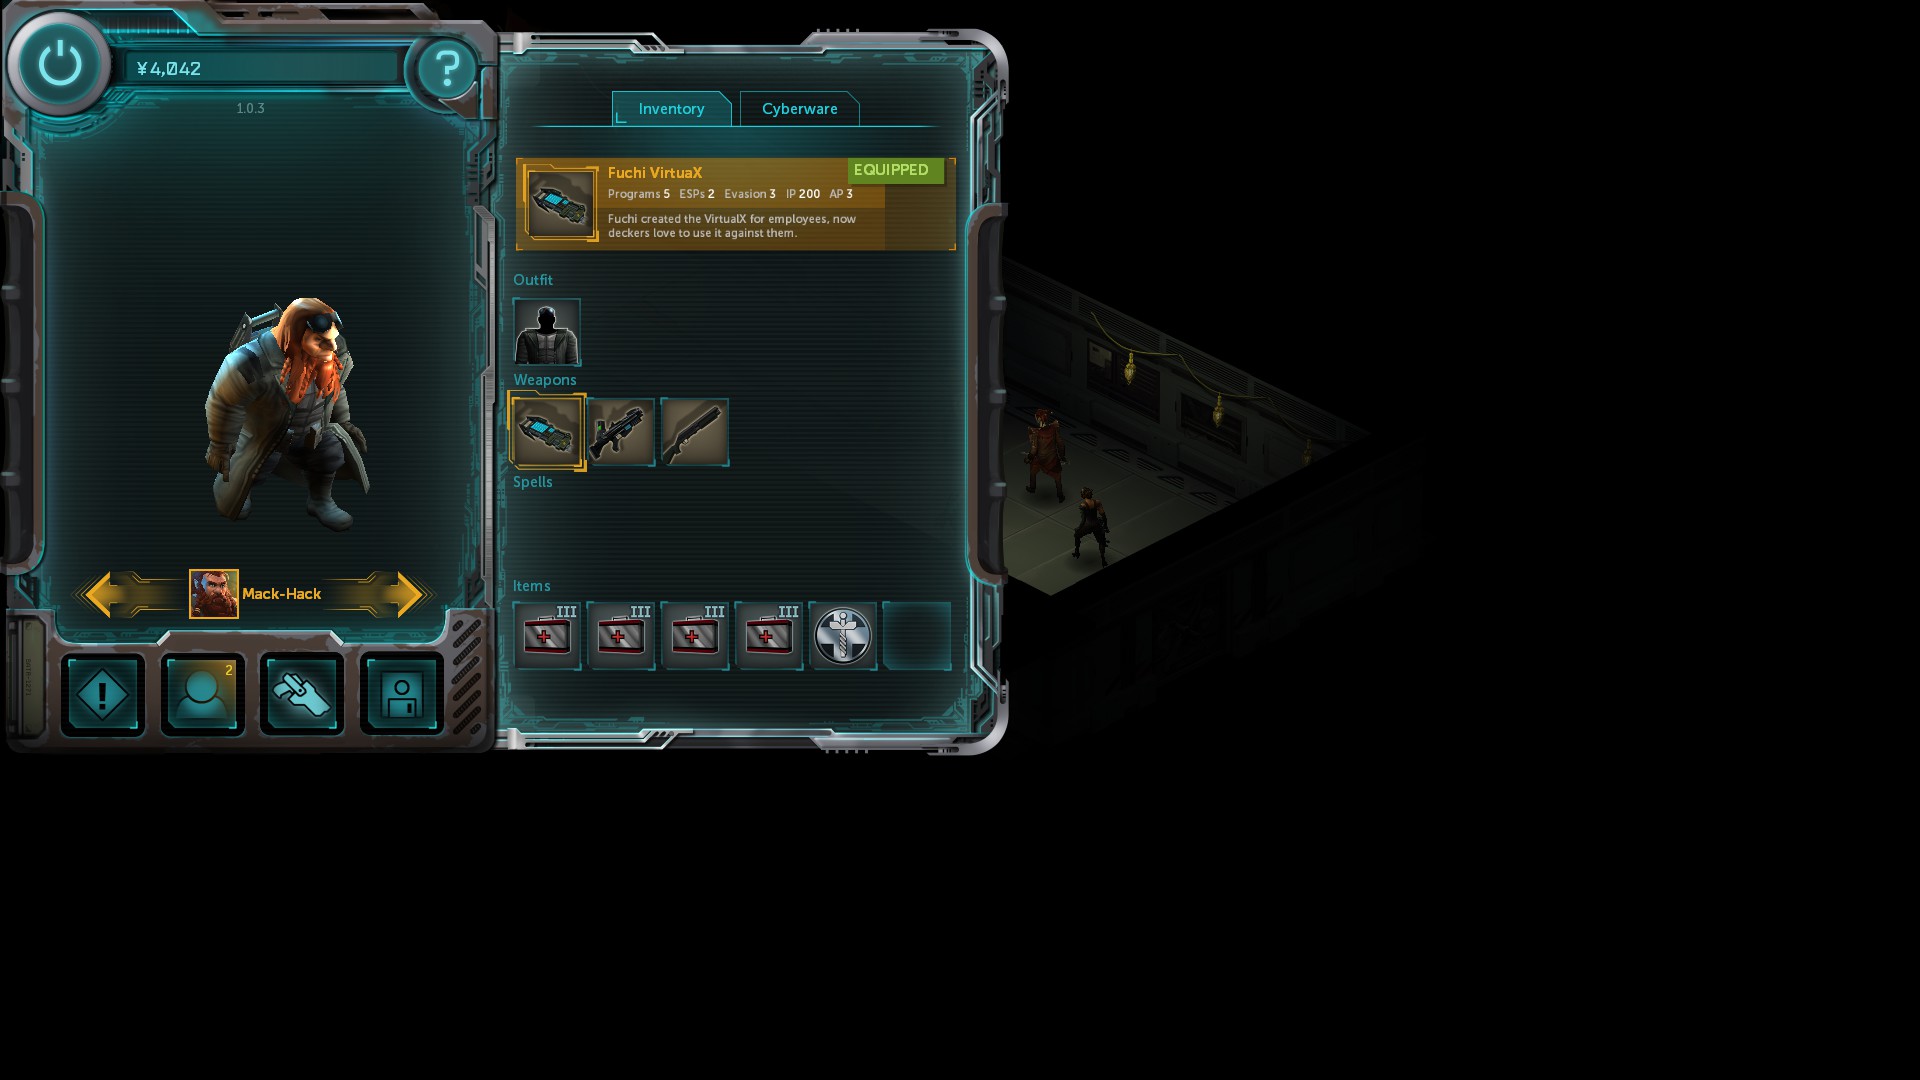 ¥4,042
1.0.3
Inventory
Cyberware
Fuchi VirtuaX
EQUIPPED
Programs 5 ESPs 2 Evasion 3 IP 200 AP 3
Fuchi created the VirtualX for employees, now
deckers love to use it against them.
Outfit
Weapons
Spells
Items
III
III
III
III
Mack-Hack
2